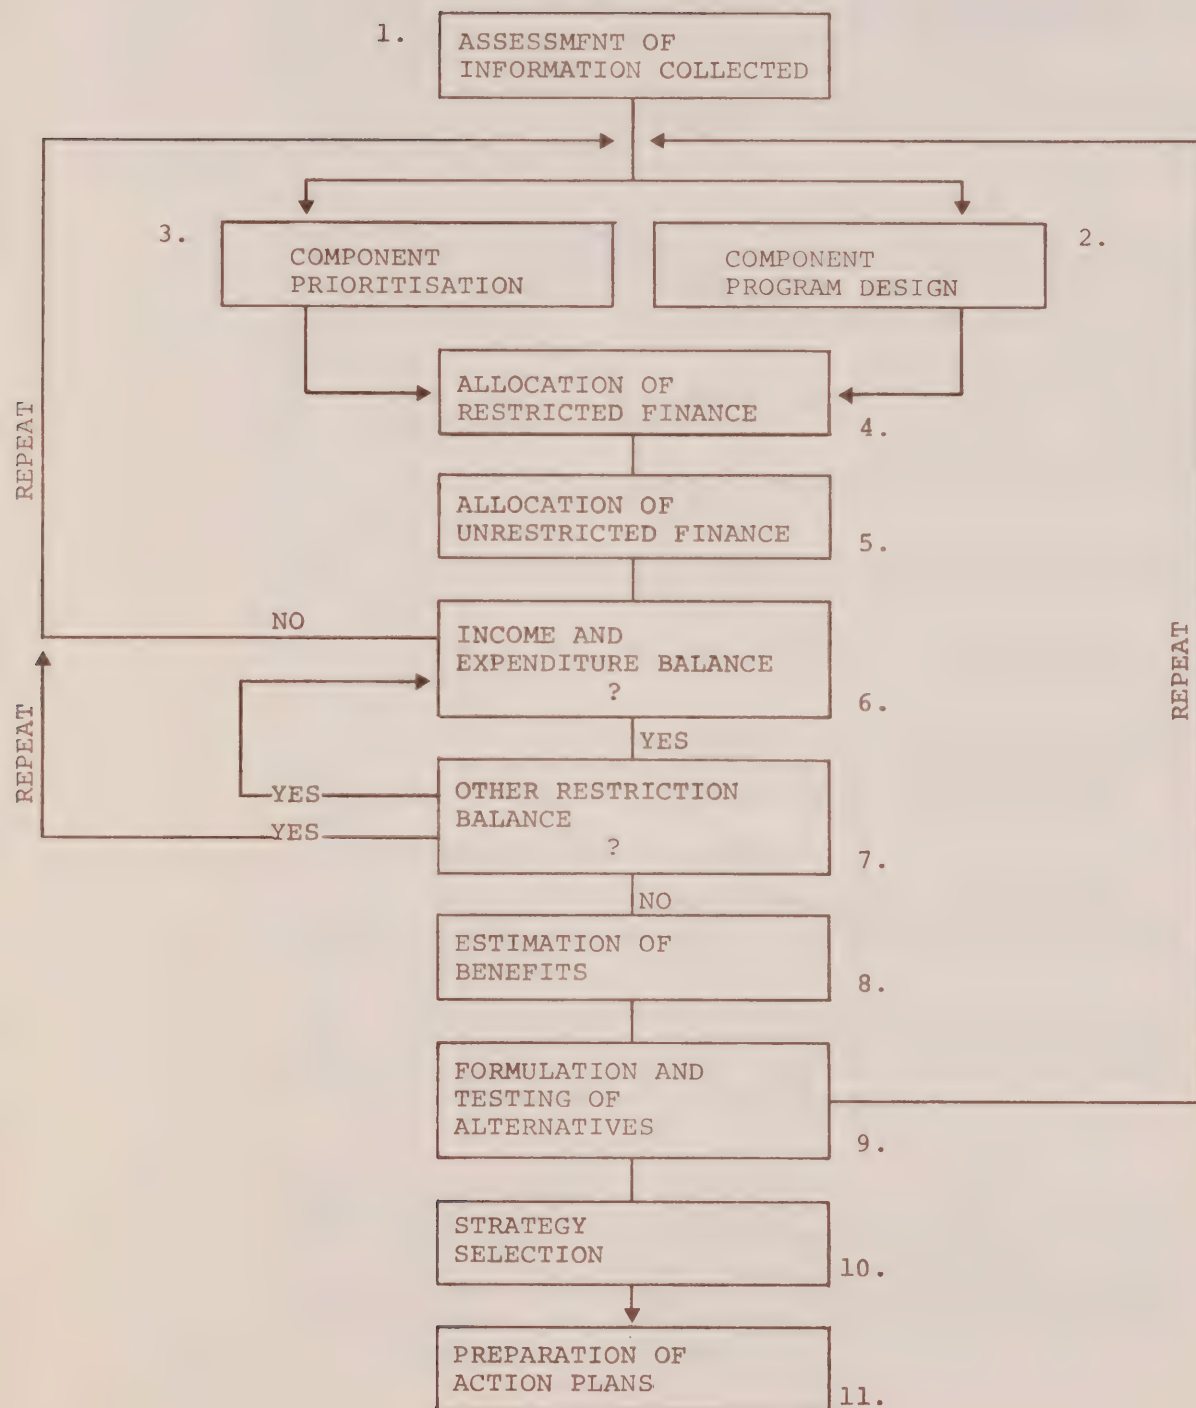 1.
ASSESSMFNT OF
INFORMATION COLLECTED
3.
COMPONENT
PRIORITISATION
2.
COMPONENT
PROGRAM DESIGN
ALLOCATION OF
RESTRICTED FINANCE
4.
REPEAT
ALLOCATION OF
UNRESTRICTED FINANCE
5.
NO
INCOME AND
EXPENDITURE BALANCE
?
6.
REPEAT
YES
REPEAT
YES
YES
OTHER RESTRICTION
BALANCE
?
7.
NO
ESTIMATION OF
BENEFITS
8.
FORMULATION AND
TESTING OF
ALTERNATIVES
9.
STRATEGY
SELECTION
10.
PREPARATION OF
ACTION PLANS
11.